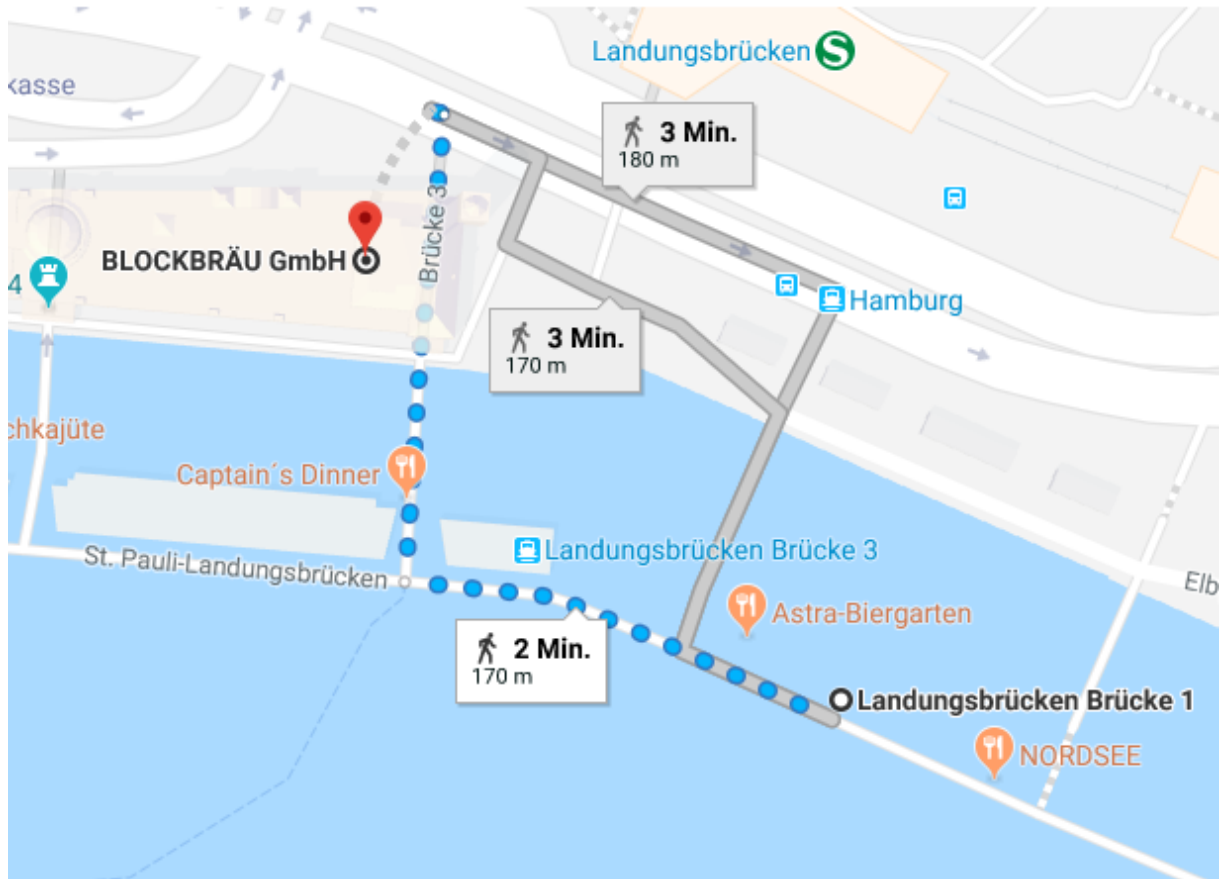 Landungsbrücken S
kasse
3 Min.
180 m
Brücke 3
BLOCKBRÄU GmbH
4
Hamburg
3 Min.
170 m
chkajüte
Captain´s Dinner
Landungsbrücken Brücke 3
St. Pauli-Landungsbrücken
Elb
Astra-Biergarten
2 Min.
170 m
Landungsbrücken Brücke 1
NORDSEE